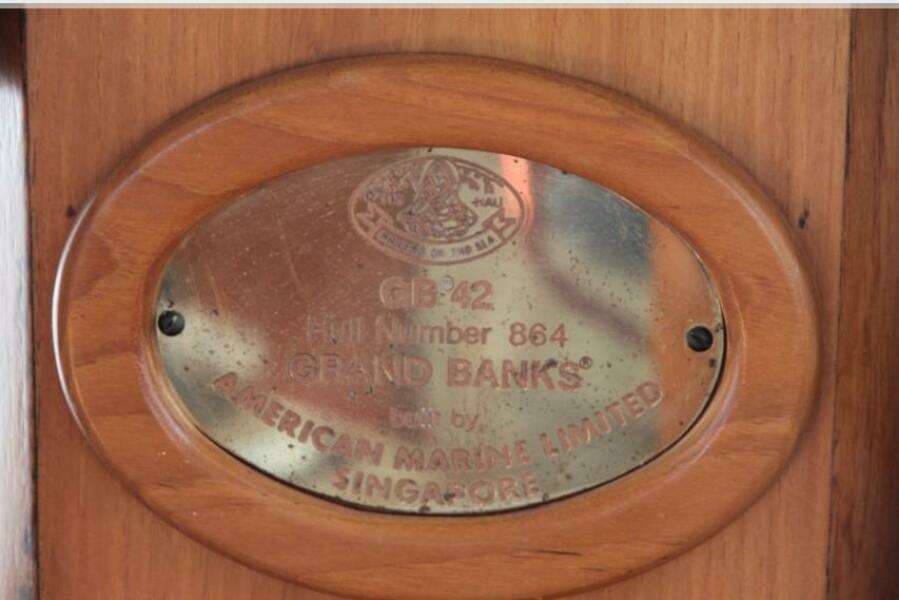 GB® 42
Hull Number 864
GRAND BANKS®
built by
AMERICAN MARINE LIMITED
SINGAPORE